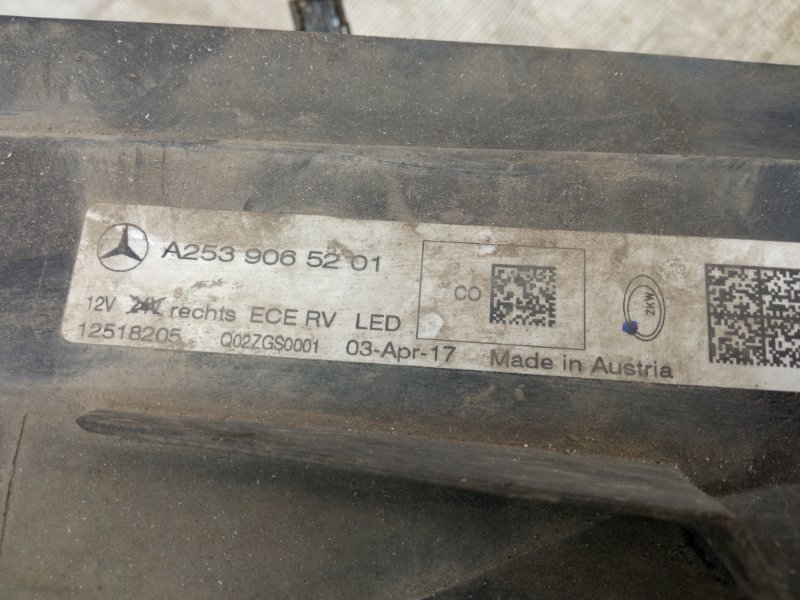 A253 906 52 01
12V 24V rechts ECE RV LED
CO
ZKW
12518205 Q02ZGS0001 03-Apr-17 Made in Austria